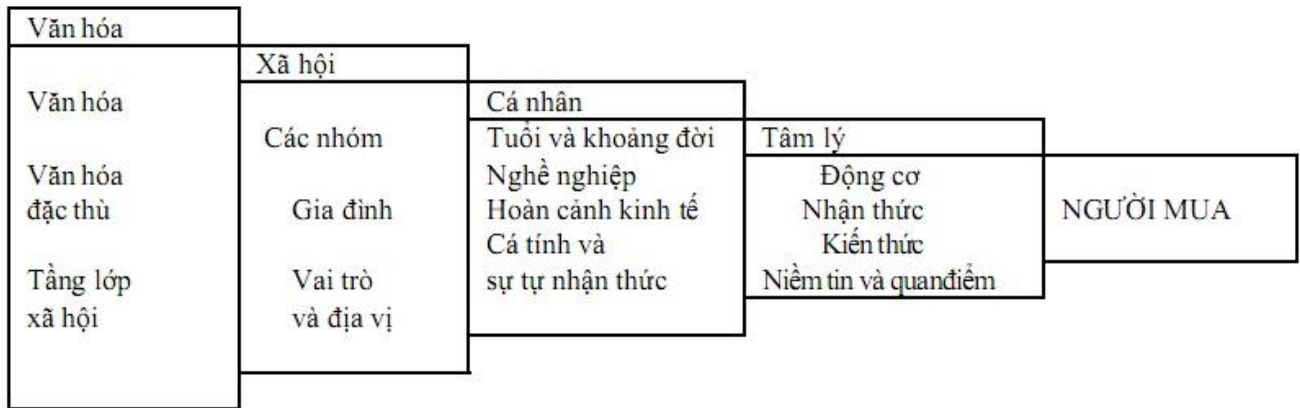 Văn hóa
Văn hóa
Văn hóa
đặc thù
Tầng lớp
xã hội
Xã hội
Các nhóm
Gia đình
Vai trò
và địa vị
Cá nhân
Tuổi và khoảng đời
Nghề nghiệp
Hoàn cảnh kinh tế
Cá tính và
sự tự nhận thức
Tâm lý
Động cơ
Nhận thức
Kiến thức
Niềm tin và quanđiểm
NGƯỜI MUA